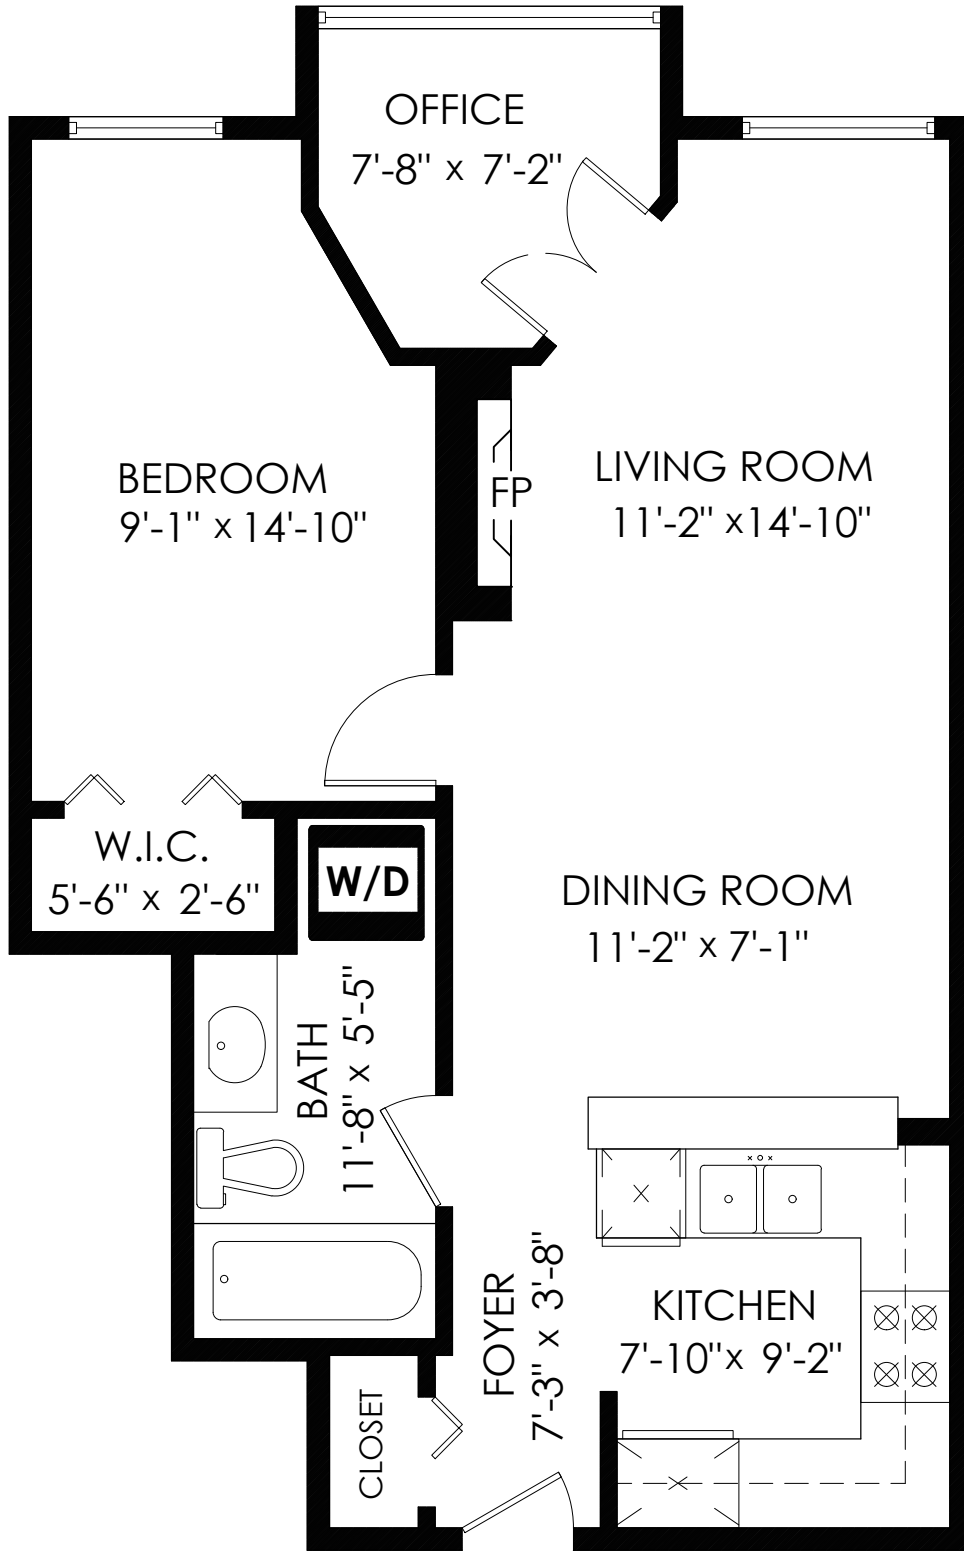 OFFICE
7'-8" x 7'-2"
BEDROOM
9'-1" x 14'-10"
FP
LIVING ROOM
11'-2" x14'-10"
W.I.C.
5'-6" x 2'-6"
W/D
DINING ROOM
11'-2" x 7'-1"
BATH
11'-8" x 5'-5"
FOYER
7'-3" x 3'-8"
KITCHEN
7'-10"x 9'-2"
CLOSET